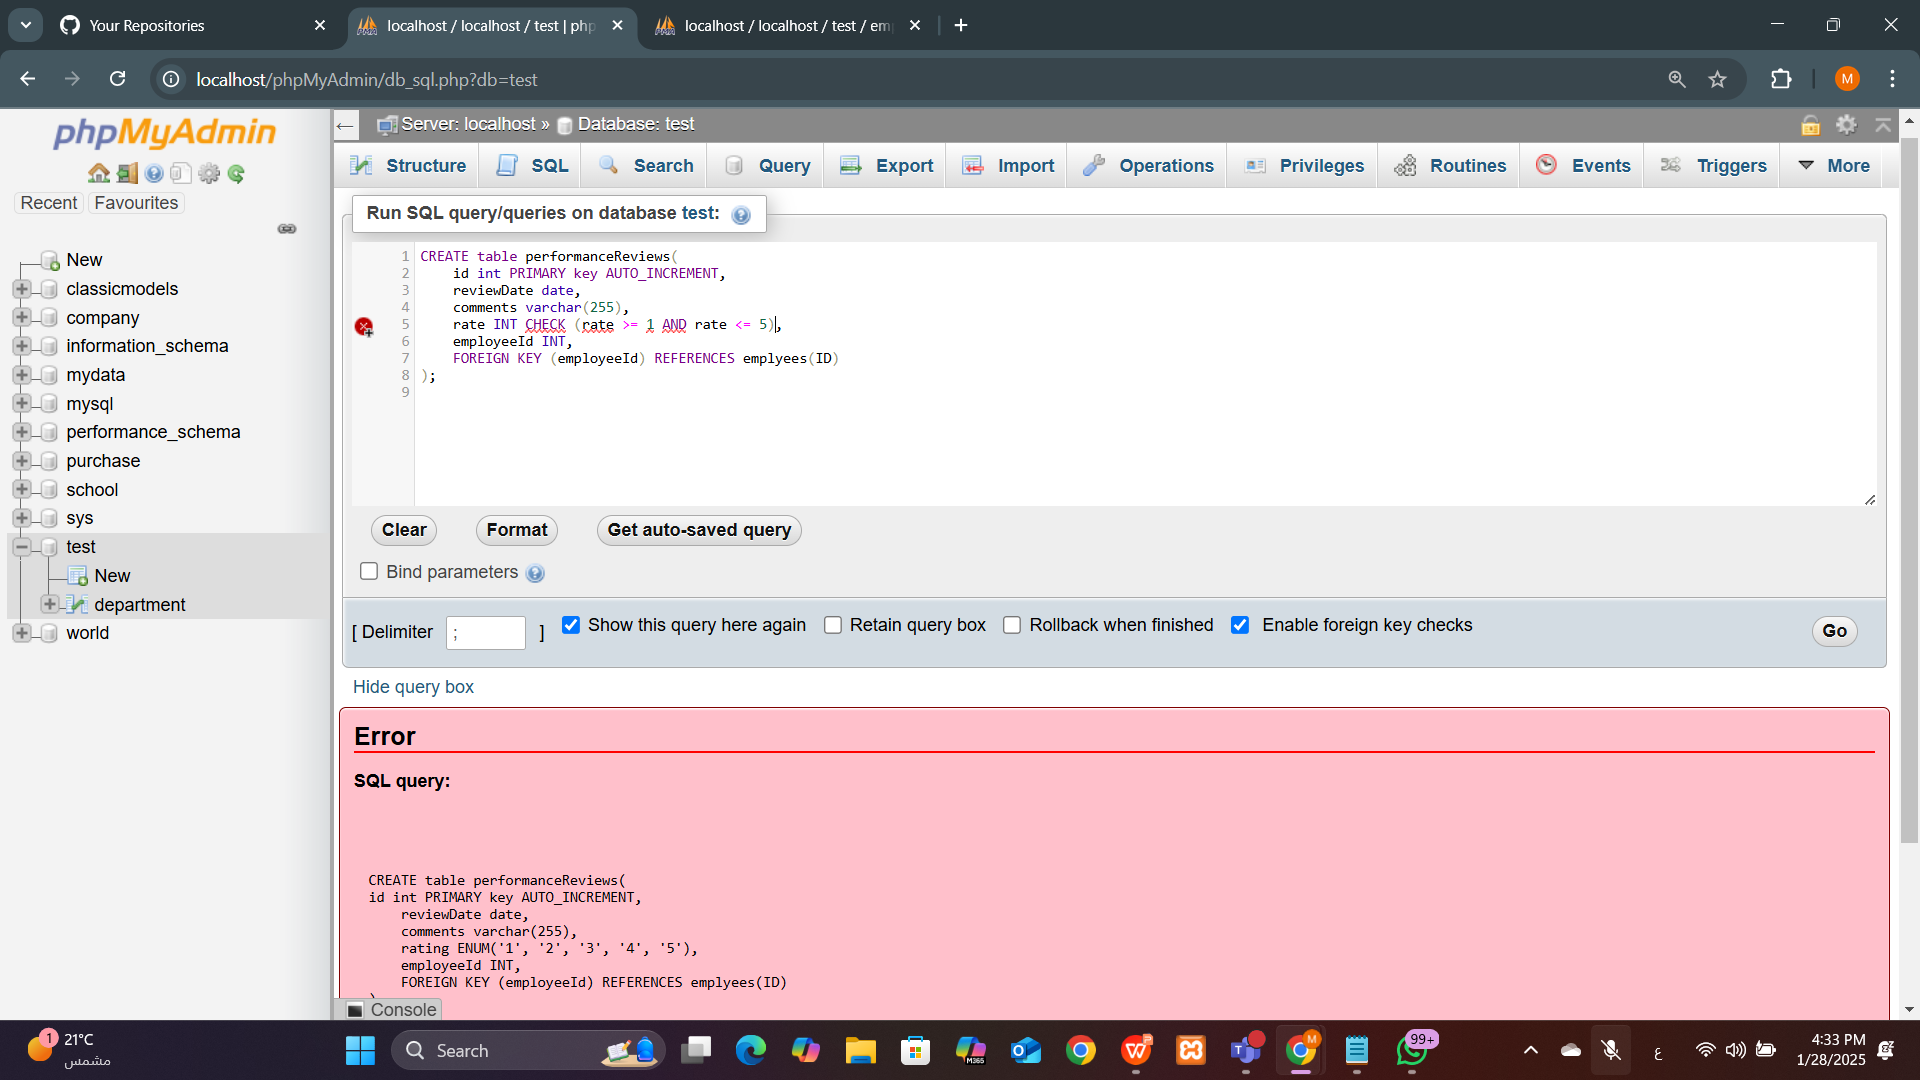 Your Repositories
localhost / localhost / test | php
localhost / localhost / test / em
localhost/phpMyAdmin/db_sql.php?db=test
M
phpMyAdmin
Recent
Favourites
New
classicmodels
company
information_schema
mydata
mysql
performance_schema
purchase
school
sys
test
New
department
world
Server: localhost » Database: test
Structure
SQL
Search
Query
Export
Import
Operations
Privileges
Routines
Events
Triggers
More
Run SQL query/queries on database test:
1 CREATE table performanceReviews(
2 id int PRIMARY key AUTO_INCREMENT,
3 reviewDate date,
4 comments varchar(255),
5 rate INT CHECK (rate >= 1 AND rate <= 5),
6 employeeId INT,
7 FOREIGN KEY (employeeId) REFERENCES emplyees(ID)
8 );
9
Clear
Format
Get auto-saved query
Bind parameters
[ Delimiter ; ]
Show this query here again
Retain query box
Rollback when finished
Enable foreign key checks
Go
Hide query box
Error
SQL query:
CREATE table performanceReviews(
id int PRIMARY key AUTO_INCREMENT,
reviewDate date,
comments varchar(255),
rating ENUM('1', '2', '3', '4', '5'),
employeeId INT,
FOREIGN KEY (employeeId) REFERENCES emplyees(ID)
Console
1
21°C
مشمس
Search
M365
M
99+
ع
4:33 PM
1/28/2025